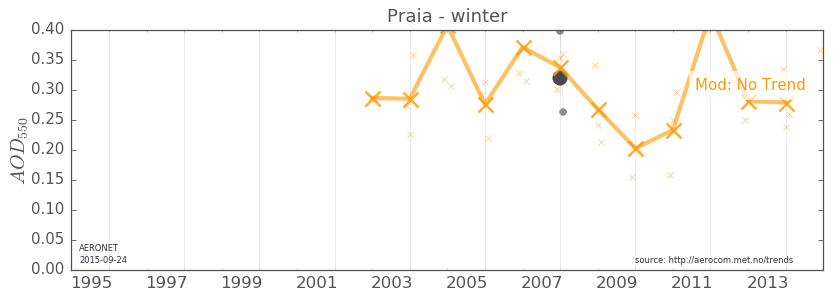 Praia - winter
0.40
0.35
0.30
0.25
0.20
0.15
0.10
0.05
0.00
AOD550
Mod: No Trend
AERONET
2015-09-24
source: http://aerocom.met.no/trends
1995 1997 1999 2001 2003 2005 2007 2009 2011 2013